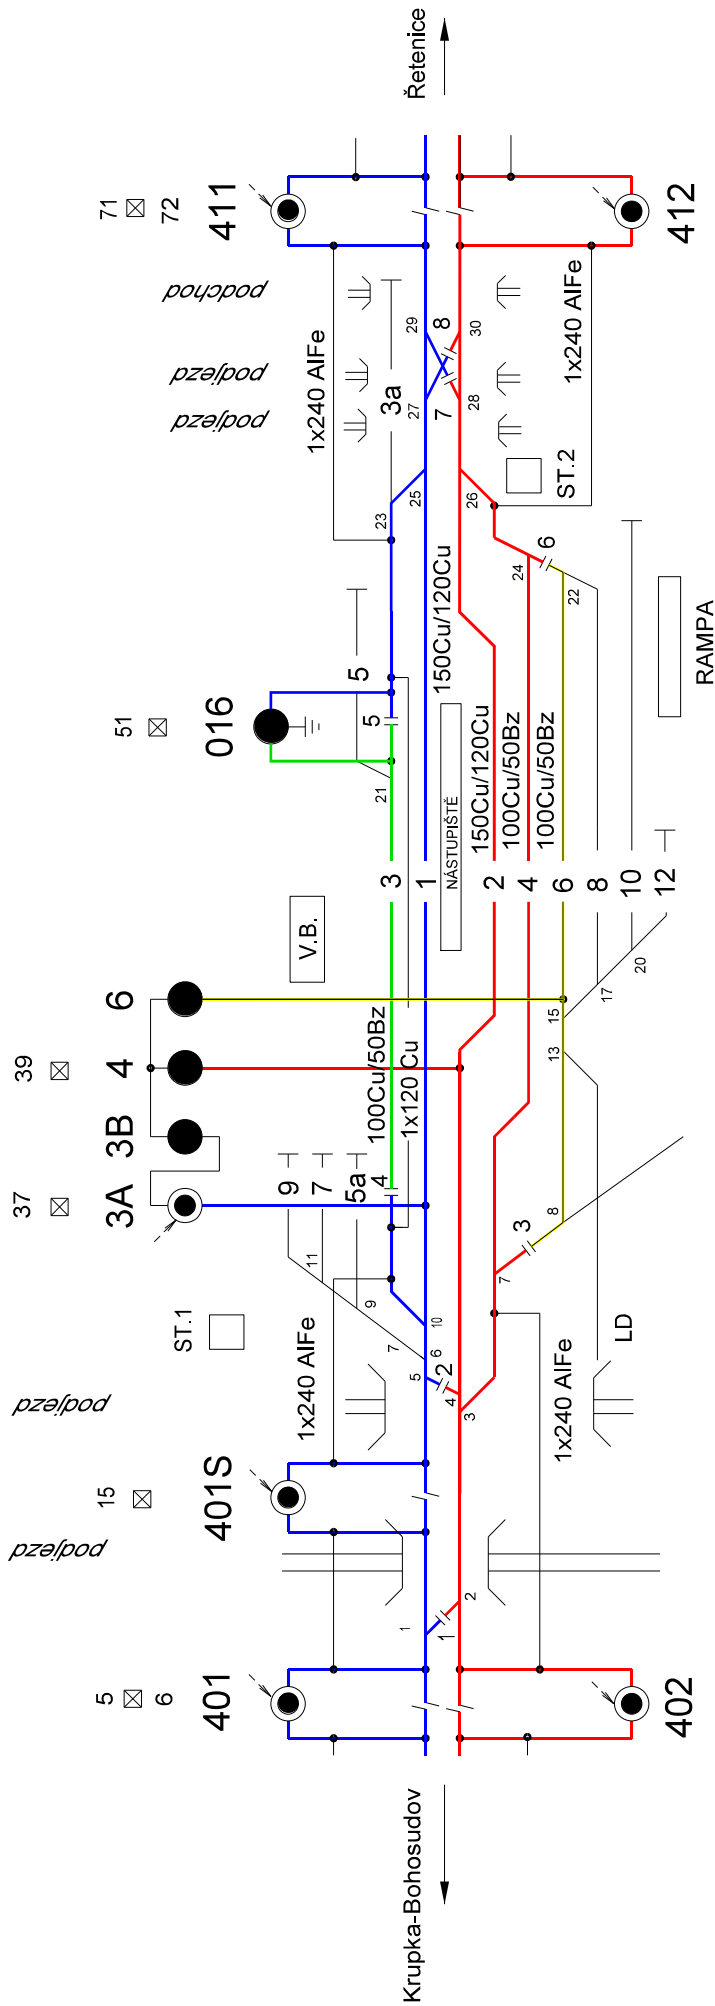 Řetenice
71
72
411
412
podchod
podjezd
podjezd
1x240 AlFe
3a
29
8
30
27
7
28
1x240 AlFe
ST.2
23
25
26
24
6
22
150Cu/120Cu
5
51
016
5
21
150Cu/120Cu
100Cu/50Bz
100Cu/50Bz
RAMPA
NÁSTUPIŠTĚ
3
1
2
4
6
8
10
12
V.B.
39
6
4
3B
3A
37
100Cu/50Bz
1x120 Cu
15
13
17
20
9
7
5a
4
11
9
7
10
6
5
2
4
3
7
3
8
ST.1
1x240 AlFe
1x240 AlFe
LD
podjezd
15
401S
podjezd
1
1
2
5
6
401
402
Krupka-Bohosudov